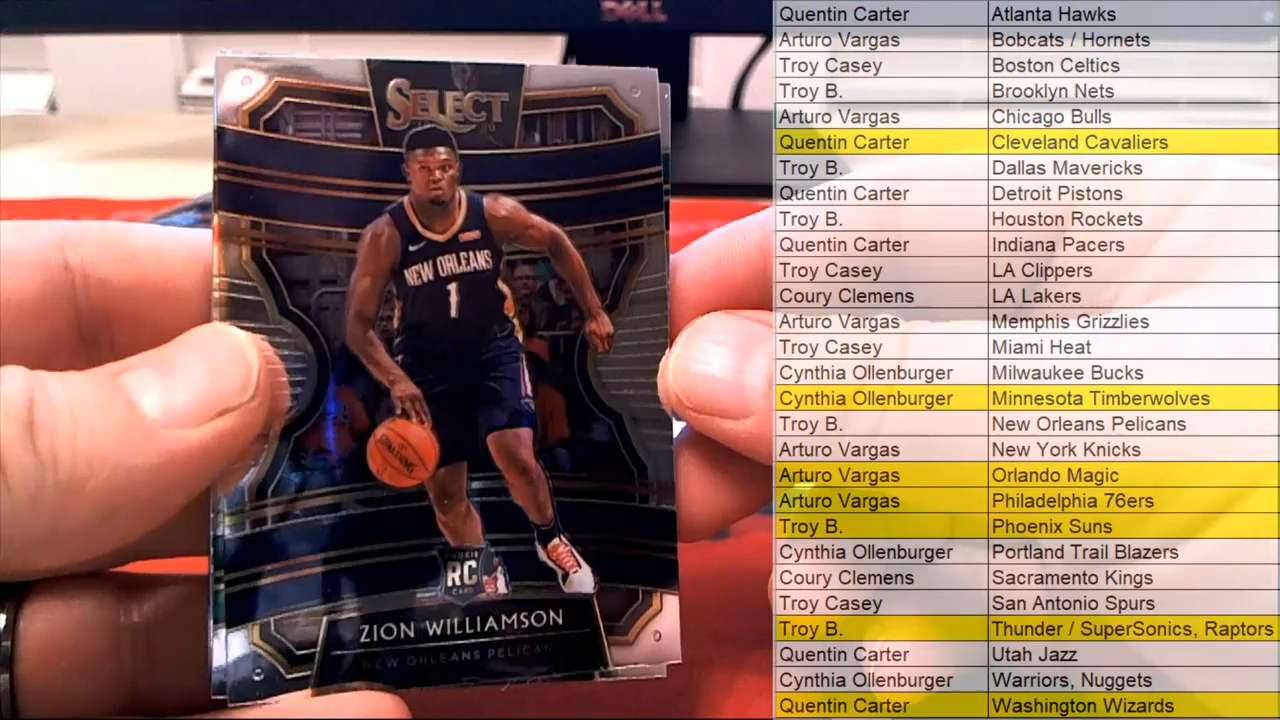 DELL
SELECT
NEW ORLEANS
1
SPALDING
ROOKIE
RC
CARD
ZION WILLIAMSON
NEW ORLEANS PELICAN
Quentin Carter Atlanta Hawks
Arturo Vargas Bobcats / Hornets
Troy Casey Boston Celtics
Troy B. Brooklyn Nets
Arturo Vargas Chicago Bulls
Quentin Carter Cleveland Cavaliers
Troy B. Dallas Mavericks
Quentin Carter Detroit Pistons
Troy B. Houston Rockets
Quentin Carter Indiana Pacers
Troy Casey LA Clippers
Coury Clemens LA Lakers
Arturo Vargas Memphis Grizzlies
Troy Casey Miami Heat
Cynthia Ollenburger Milwaukee Bucks
Cynthia Ollenburger Minnesota Timberwolves
Troy B. New Orleans Pelicans
Arturo Vargas New York Knicks
Arturo Vargas Orlando Magic
Arturo Vargas Philadelphia 76ers
Troy B. Phoenix Suns
Cynthia Ollenburger Portland Trail Blazers
Coury Clemens Sacramento Kings
Troy Casey San Antonio Spurs
Troy B. Thunder / SuperSonics, Raptors
Quentin Carter Utah Jazz
Cynthia Ollenburger Warriors, Nuggets
Quentin Carter Washington Wizards